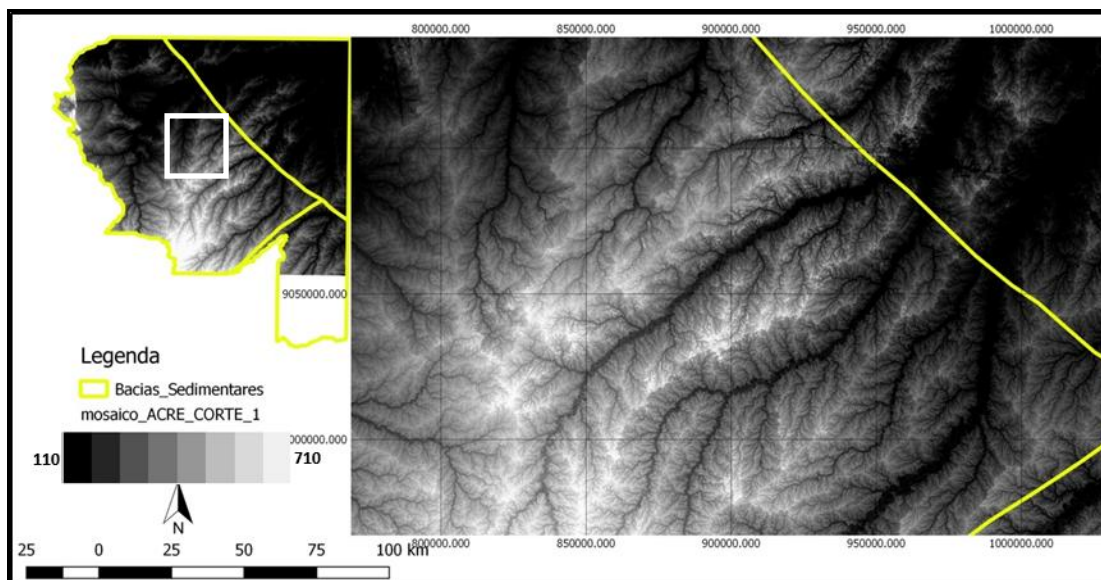 800000.000 850000.000 900000.000 950000.000 1000000.000
9050000.000
Legenda
Bacias_Sedimentares
mosaico_ACRE_CORTE_1
000000.000
110 710
N
25 0 25 50 75 100 km
800000.000 850000.000 900000.000 950000.000 1000000.000